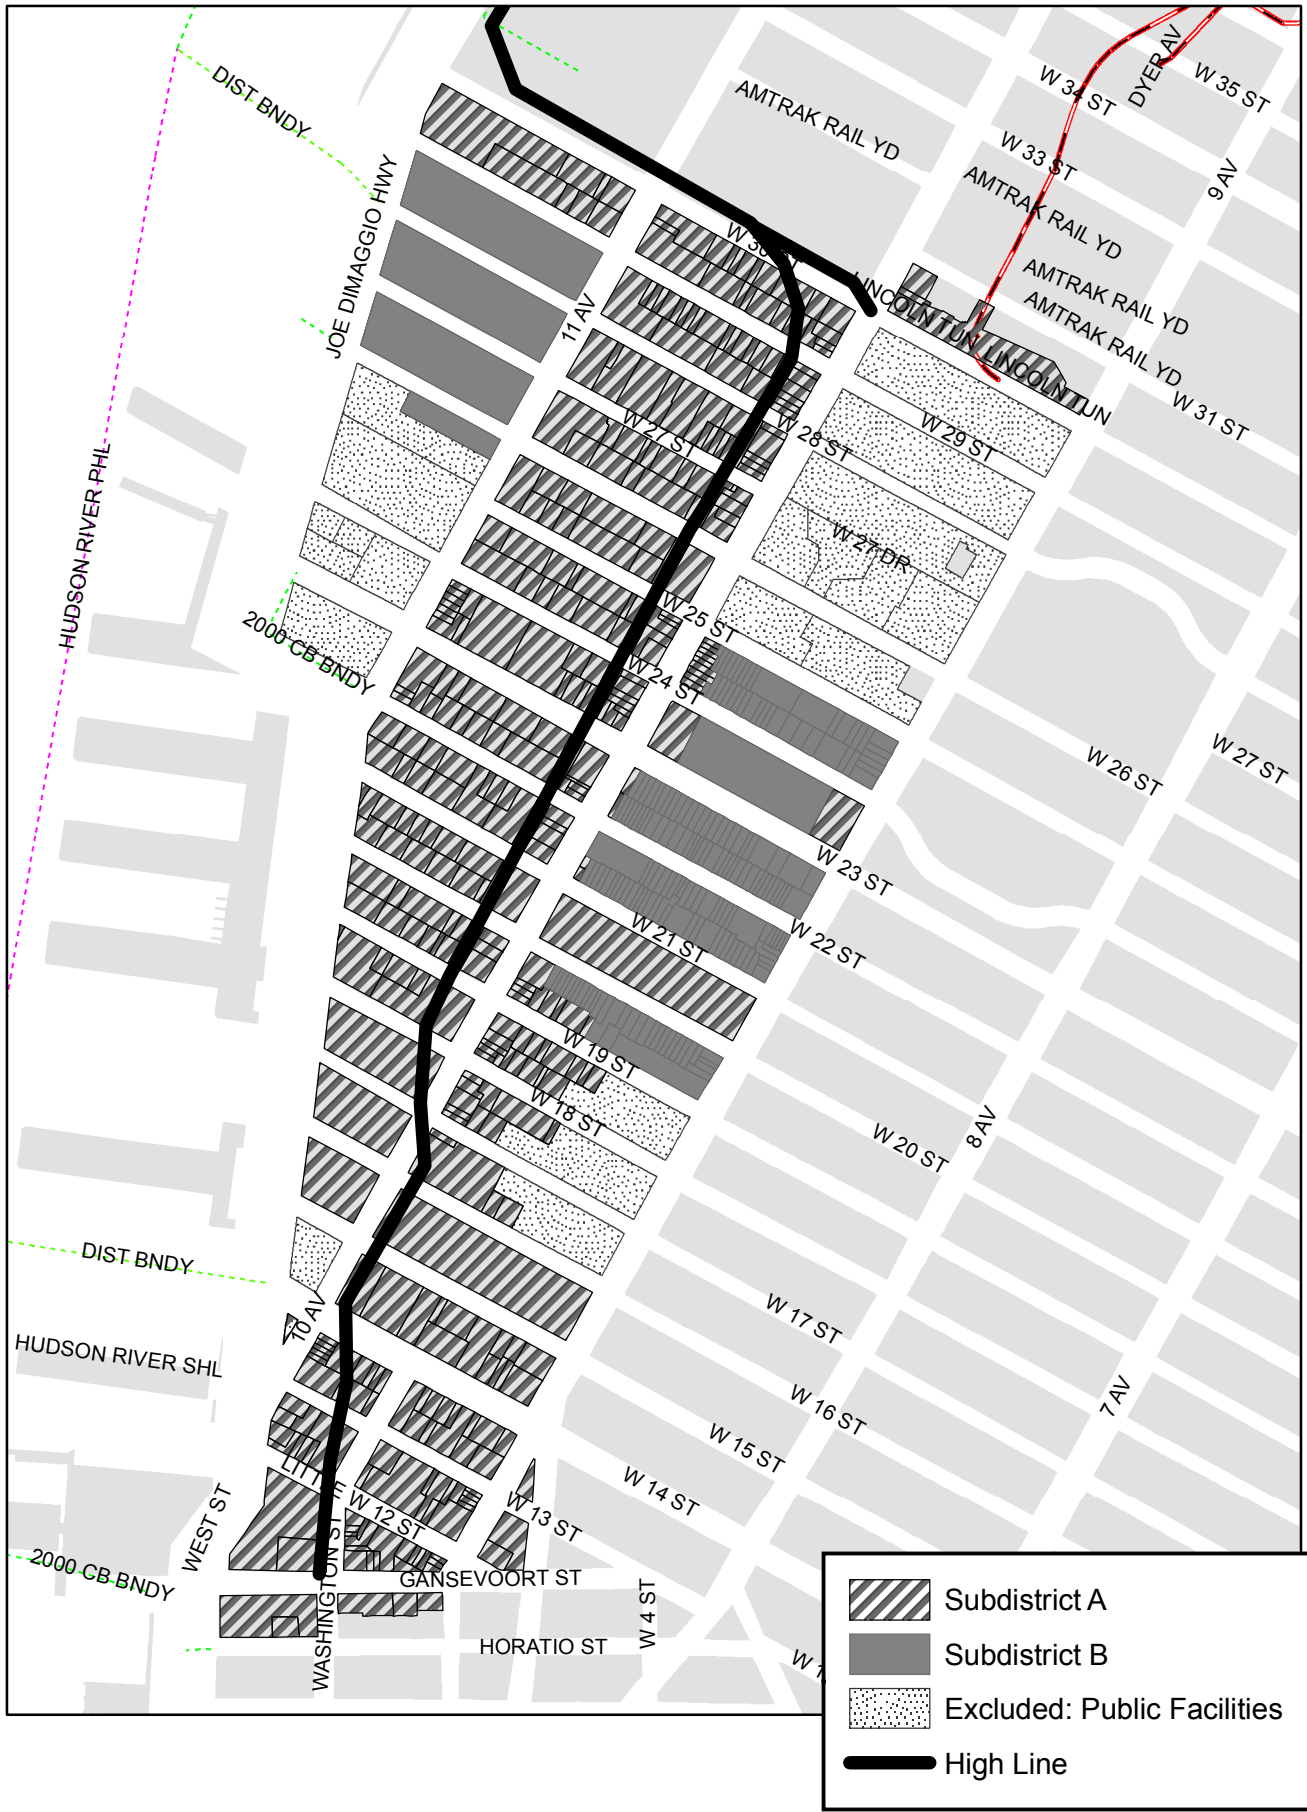 DIST BNDY
JOE DIMAGGIO HWY
AMTRAK RAIL YD
DYER AV
W 35 ST
W 34 ST
W 33 ST
9 AV
AMTRAK RAIL YD
AMTRAK RAIL YD
AMTRAK RAIL YD
W 30 ST
LINCOLN TUN
LINCOLN TUN
W 31 ST
11 AV
W 29 ST
W 28 ST
W 27 ST
W 27 DR
HUDSON RIVER PHL
2000 CB BNDY
W 25 ST
W 24 ST
W 27 ST
W 26 ST
W 23 ST
W 22 ST
W 21 ST
W 19 ST
W 18 ST
W 20 ST
8 AV
DIST BNDY
10 AV
HUDSON RIVER SHL
W 17 ST
W 16 ST
7 AV
W 15 ST
W 14 ST
W 13 ST
LITTLE W 12 ST
WEST ST
WASHINGTON ST
2000 CB BNDY
GANSEVOORT ST
W 4 ST
HORATIO ST
Subdistrict A
Subdistrict B
Excluded: Public Facilities
High Line